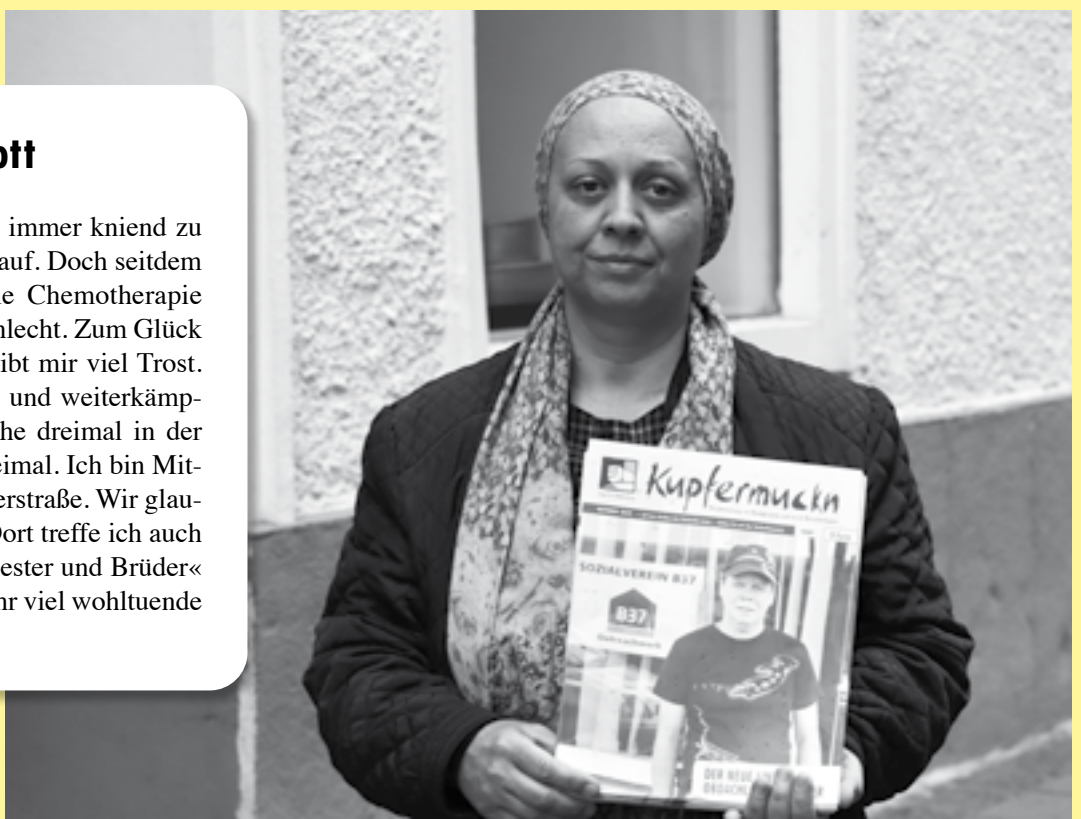 ott
immer kniend zu
auf. Doch seitdem
e Chemotherapie
hlecht. Zum Glück
ibt mir viel Trost.
und weiterkämp-
he dreimal in der
eimal. Ich bin Mit-
erstraße. Wir glau-
Dort treffe ich auch
ester und Brüder«
hr viel wohltuende
Kupfermuckn
SOZIALVEREIN B37
B37
DER NEUE